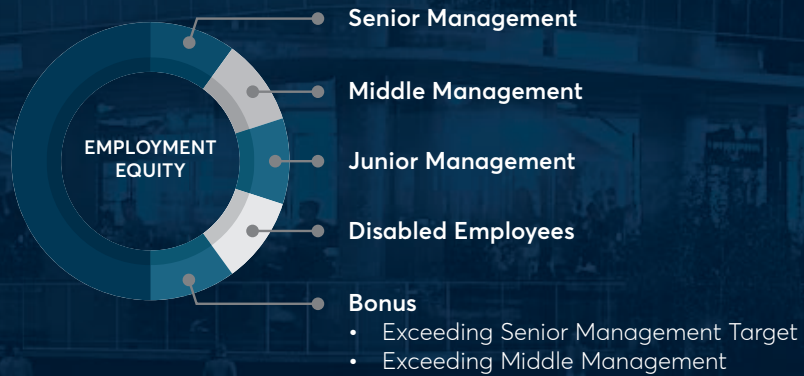 Senior Management
Middle Management
EMPLOYMENT
EQUITY
Junior Management
Disabled Employees
Bonus
• Exceeding Senior Management Target
• Exceeding Middle Management